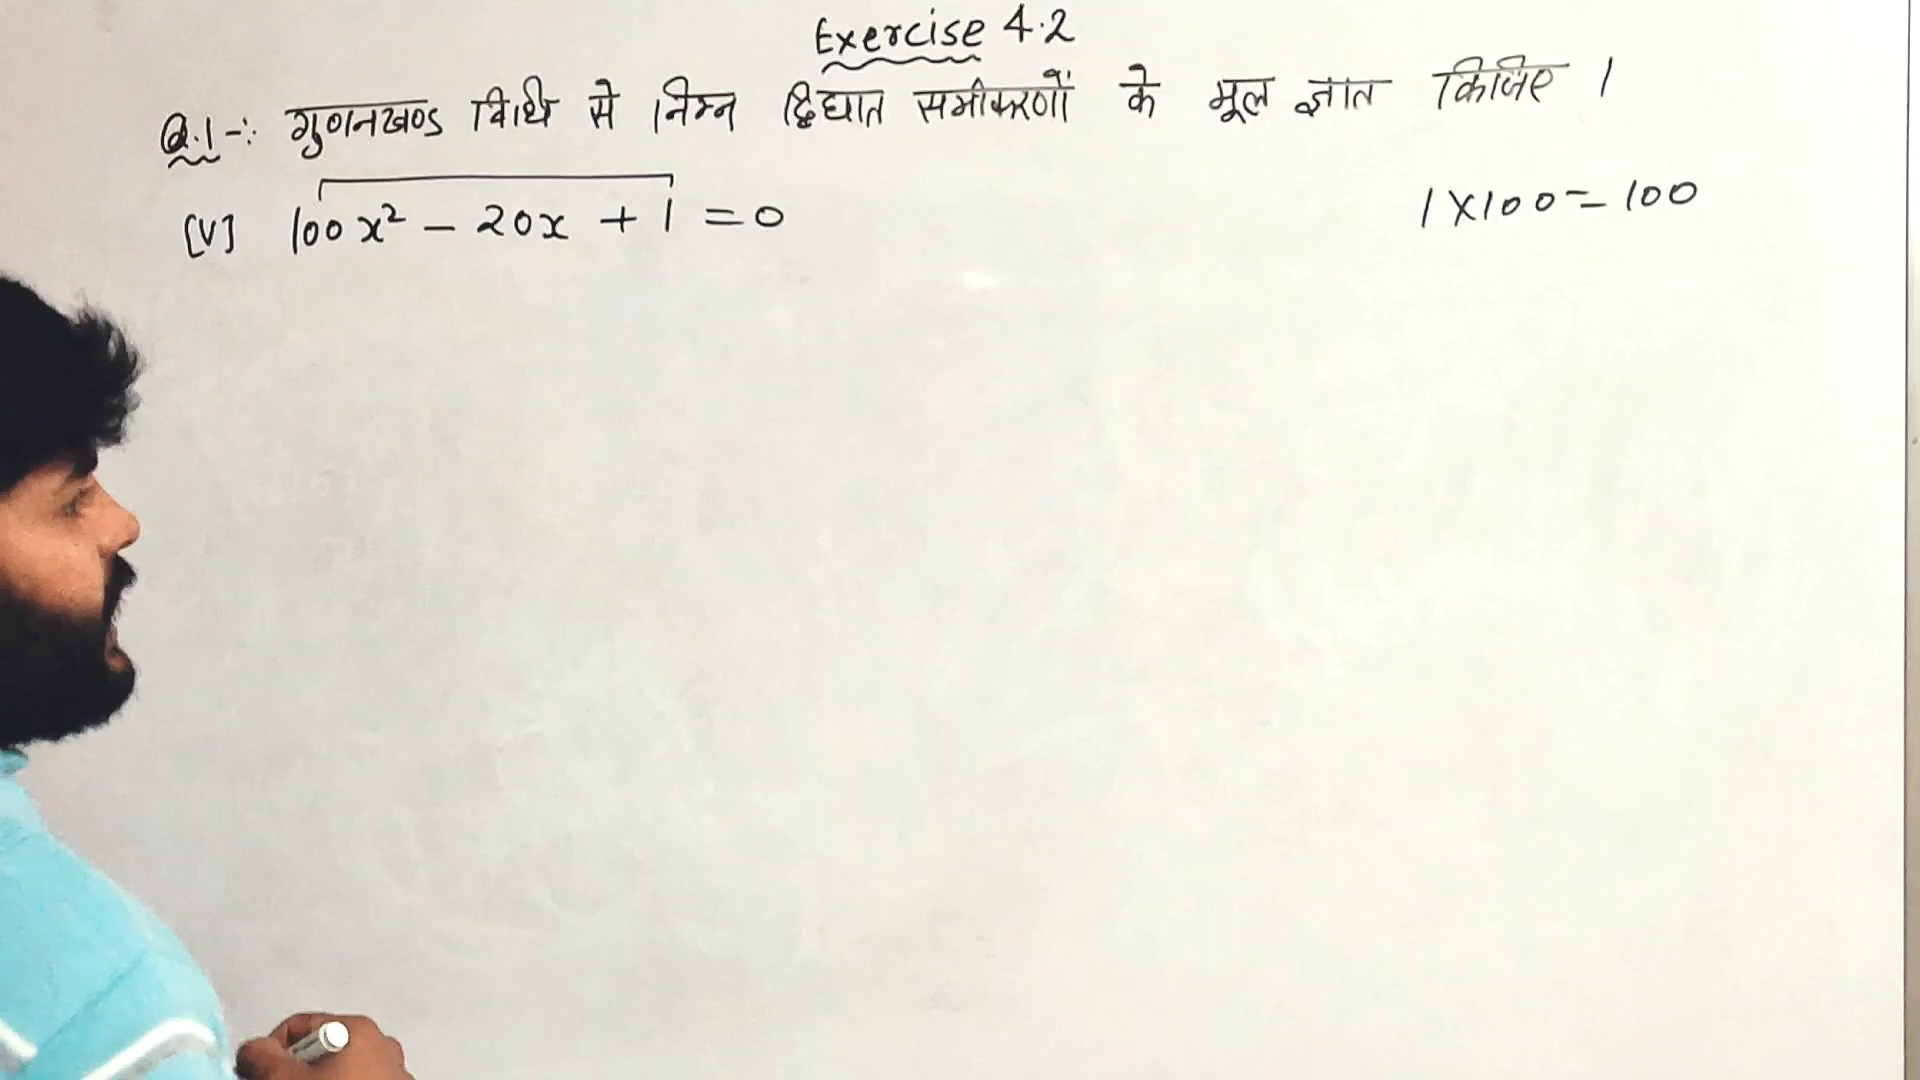 Exercise 4.2
Q.1 -: गुणनखण्ड विधि से निम्न द्विघात समीकरणों के मूल ज्ञात किजिए ।
[V] 100x² - 20x + 1 = 0
1 X 100 = 100